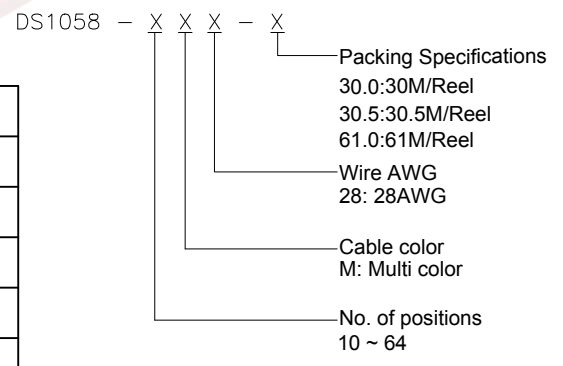 DS1058 - X X X - X
Packing Specifications
30.0:30M/Reel
30.5:30.5M/Reel
61.0:61M/Reel
Wire AWG
28: 28AWG
Cable color
M: Multi color
No. of positions
10 ~ 64